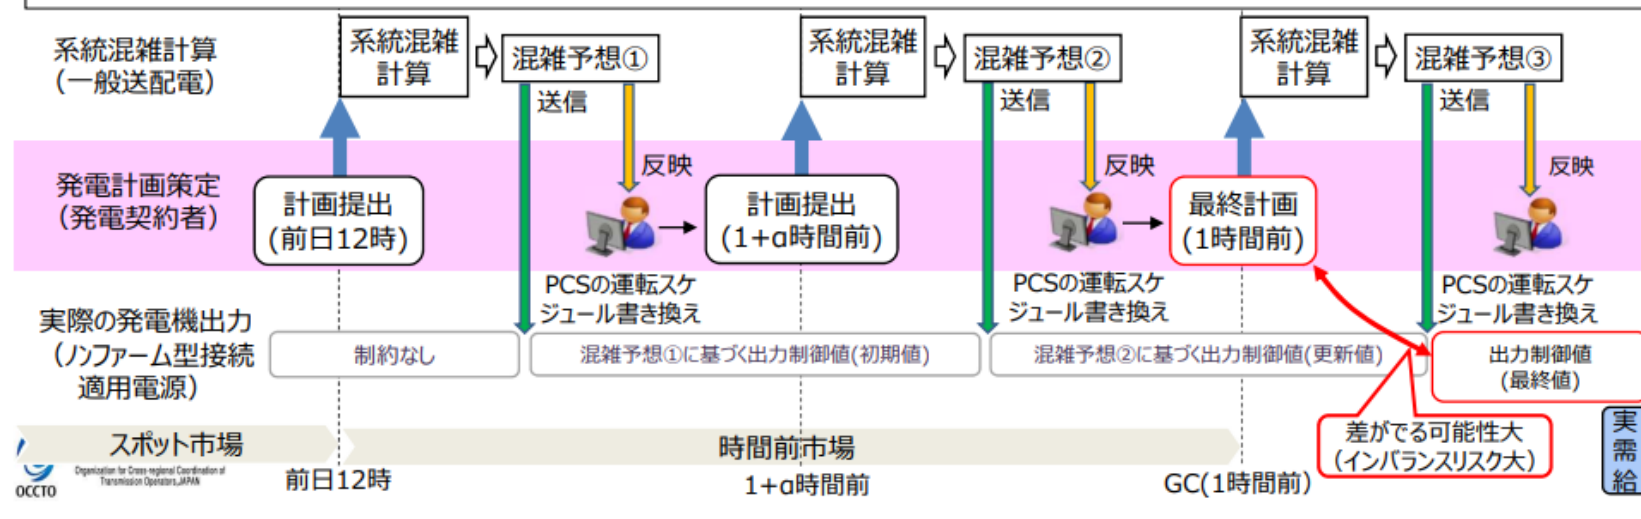 系統混雑計算
（一般送配電）
系統混雑
計算
混雑予想①
系統混雑
計算
混雑予想②
系統混雑
計算
混雑予想③
送信
送信
送信
反映
反映
反映
発電計画策定
（発電契約者）
計画提出
(前日12時)
計画提出
(1+α時間前)
最終計画
(1時間前)
PCSの運転スケ
ジュール書き換え
PCSの運転スケ
ジュール書き換え
PCSの運転スケ
ジュール書き換え
実際の発電機出力
（ノンファーム型接続
適用電源）
制約なし
混雑予想①に基づく出力制御値(初期値)
混雑予想②に基づく出力制御値(更新値)
出力制御値
(最終値)
差がでる可能性大
（インバランスリスク大）
実
需
給
スポット市場
時間前市場
前日12時
1+α時間前
GC(1時間前)
OCCTO
Organization for Cross-regional Coordination of
Transmission Operators,JAPAN